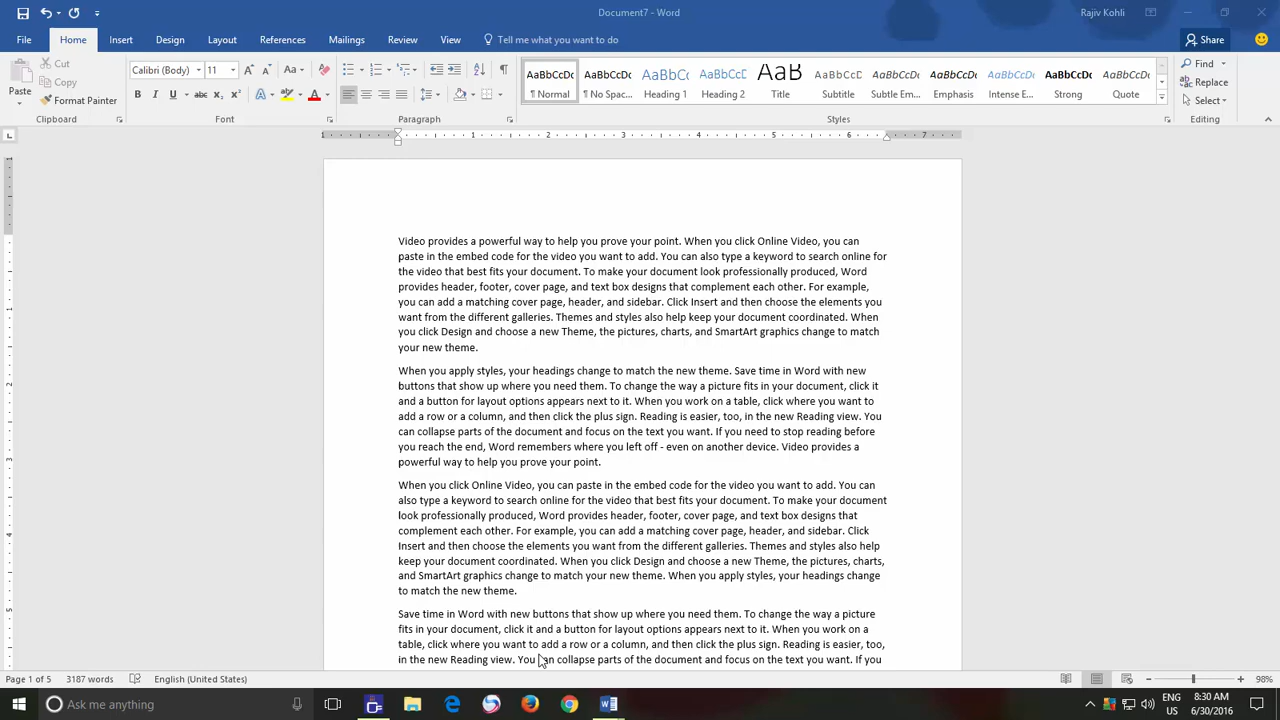 Document7 - Word
Rajiv Kohli
File Home Insert Design Layout References Mailings Review View Tell me what you want to do Share
Paste Cut Copy Format Painter
Calibri (Body) 11
AaBbCcDc AaBbCcDc AaBbCc AaBbCcD AaB AaBbCcD AaBbCcDc AaBbCcDc AaBbCcDc AaBbCcDc AaBbCcDc
¶ Normal ¶ No Spac... Heading 1 Heading 2 Title Subtitle Subtle Em... Emphasis Intense E... Strong Quote
Find Replace Select
Clipboard Font Paragraph Styles Editing
1 1 2 3 4 5 6 7
Video provides a powerful way to help you prove your point. When you click Online Video, you can
paste in the embed code for the video you want to add. You can also type a keyword to search online for
the video that best fits your document. To make your document look professionally produced, Word
provides header, footer, cover page, and text box designs that complement each other. For example,
you can add a matching cover page, header, and sidebar. Click Insert and then choose the elements you
want from the different galleries. Themes and styles also help keep your document coordinated. When
you click Design and choose a new Theme, the pictures, charts, and SmartArt graphics change to match
your new theme.
When you apply styles, your headings change to match the new theme. Save time in Word with new
buttons that show up where you need them. To change the way a picture fits in your document, click it
and a button for layout options appears next to it. When you work on a table, click where you want to
add a row or a column, and then click the plus sign. Reading is easier, too, in the new Reading view. You
can collapse parts of the document and focus on the text you want. If you need to stop reading before
you reach the end, Word remembers where you left off - even on another device. Video provides a
powerful way to help you prove your point.
When you click Online Video, you can paste in the embed code for the video you want to add. You can
also type a keyword to search online for the video that best fits your document. To make your document
look professionally produced, Word provides header, footer, cover page, and text box designs that
complement each other. For example, you can add a matching cover page, header, and sidebar. Click
Insert and then choose the elements you want from the different galleries. Themes and styles also help
keep your document coordinated. When you click Design and choose a new Theme, the pictures, charts,
and SmartArt graphics change to match your new theme. When you apply styles, your headings change
to match the new theme.
Save time in Word with new buttons that show up where you need them. To change the way a picture
fits in your document, click it and a button for layout options appears next to it. When you work on a
table, click where you want to add a row or a column, and then click the plus sign. Reading is easier, too,
in the new Reading view. You can collapse parts of the document and focus on the text you want. If you
Page 1 of 5 3187 words English (United States) 98%
Ask me anything
ENG 8:30 AM
US 6/30/2016